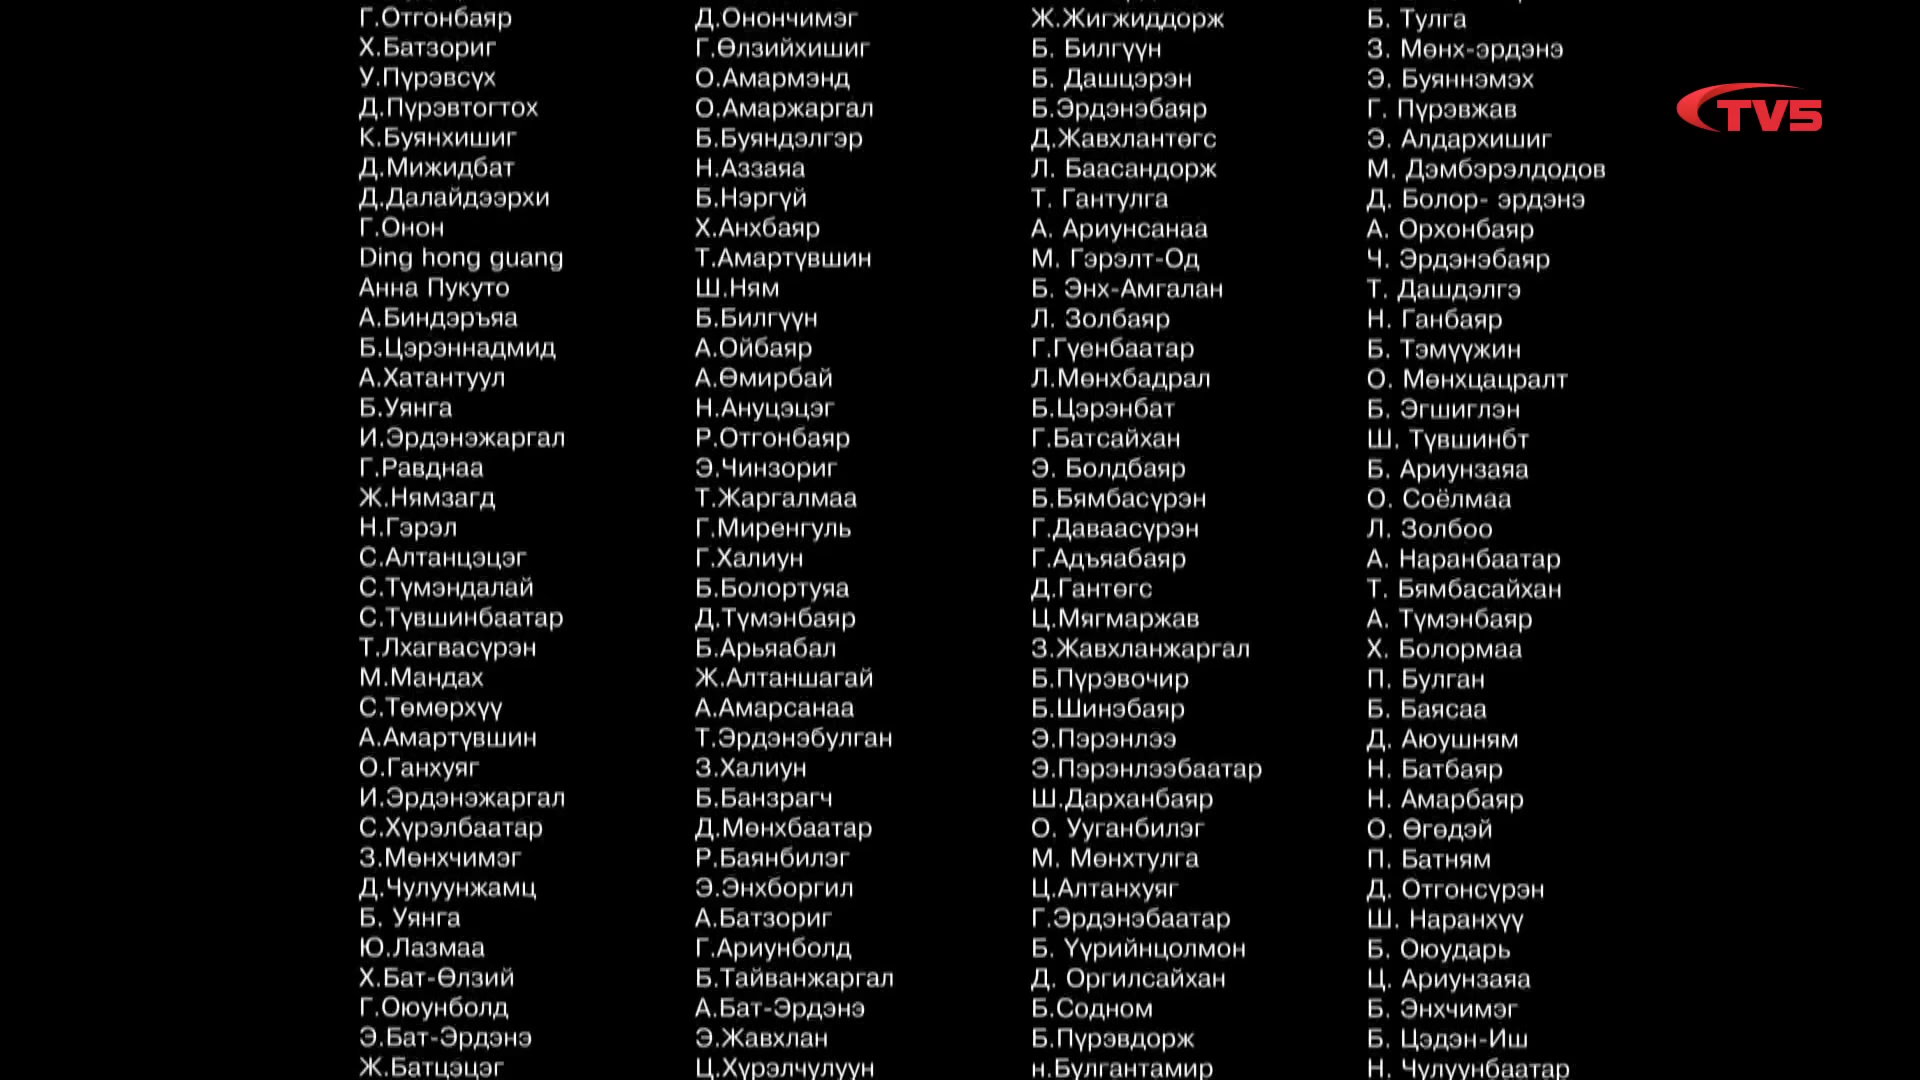 Г.Отгонбаяр
Х.Батзориг
У.Пүрэвсүх
Д.Пүрэвтогтох
К.Буянхишиг
Д.Мижидбат
Д.Далайдээрхи
Г.Онон
Ding hong guang
Анна Пукуто
А.Биндэръяа
Б.Цэрэннадмид
А.Хатантуул
Б.Уянга
И.Эрдэнэжаргал
Г.Равднаа
Ж.Нямзагд
Н.Гэрэл
С.Алтанцэцэг
С.Түмэндалай
С.Түвшинбаатар
Т.Лхагвасүрэн
М.Мандах
С.Төмөрхүү
А.Амартүвшин
О.Ганхуяг
И.Эрдэнэжаргал
С.Хүрэлбаатар
З.Мөнхчимэг
Д.Чулуунжамц
Б. Уянга
Ю.Лазмаа
Х.Бат-Өлзий
Г.Оюунболд
Э.Бат-Эрдэнэ
Ж.Батцэцэг
Д.Онончимэг
Г.Өлзийхишиг
О.Амармэнд
О.Амаржаргал
Б.Буяндэлгэр
Н.Аззаяа
Б.Нэргүй
Х.Анхбаяр
Т.Амартүвшин
Ш.Ням
Б.Билгүүн
А.Ойбаяр
А.Өмирбай
Н.Ануцэцэг
Р.Отгонбаяр
Э.Чинзориг
Т.Жаргалмаа
Г.Миренгуль
Г.Халиун
Б.Болортуяа
Д.Түмэнбаяр
Б.Арьяабал
Ж.Алтаншагай
А.Амарсанаа
Т.Эрдэнэбулган
З.Халиун
Б.Банзрагч
Д.Мөнхбаатар
Р.Баянбилэг
Э.Энхборгил
А.Батзориг
Г.Ариунболд
Б.Тайванжаргал
А.Бат-Эрдэнэ
Э.Жавхлан
Ц.Хүрэлчулуун
Ж.Жигжиддорж
Б. Билгүүн
Б. Дашцэрэн
Б.Эрдэнэбаяр
Д.Жавхлантөгс
Л. Баасандорж
Т. Гантулга
А. Ариунсанаа
М. Гэрэлт-Од
Б. Энх-Амгалан
Л. Золбаяр
Г.Гүенбаатар
Л.Мөнхбадрал
Б.Цэрэнбат
Г.Батсайхан
Э. Болдбаяр
Б.Бямбасүрэн
Г.Даваасүрэн
Г.Адъяабаяр
Д.Гантөгс
Ц.Мягмаржав
З.Жавхланжаргал
Б.Пүрэвочир
Б.Шинэбаяр
Э.Пэрэнлээ
Э.Пэрэнлээбаатар
Ш.Дарханбаяр
О. Ууганбилэг
М. Мөнхтулга
Ц.Алтанхуяг
Г.Эрдэнэбаатар
Б. Үүрийнцолмон
Д. Оргилсайхан
Б.Содном
Б.Пүрэвдорж
н.Булгантамир
Б. Тулга
З. Мөнх-эрдэнэ
Э. Буяннэмэх
Г. Пүрэвжав
Э. Алдархишиг
М. Дэмбэрэлдодов
Д. Болор- эрдэнэ
А. Орхонбаяр
Ч. Эрдэнэбаяр
Т. Дашдэлгэ
Н. Ганбаяр
Б. Тэмүүжин
О. Мөнхцацралт
Б. Эгшиглэн
Ш. Түвшинбт
Б. Ариунзаяа
О. Соёлмаа
Л. Золбоо
А. Наранбаатар
Т. Бямбасайхан
А. Түмэнбаяр
Х. Болормаа
П. Булган
Б. Баясаа
Д. Аюушням
Н. Батбаяр
Н. Амарбаяр
О. Өгөдэй
П. Батням
Д. Отгонсүрэн
Ш. Наранхүү
Б. Оюударь
Ц. Ариунзаяа
Б. Энхчимэг
Б. Цэдэн-Иш
Н. Чулуунбаатар
TV5